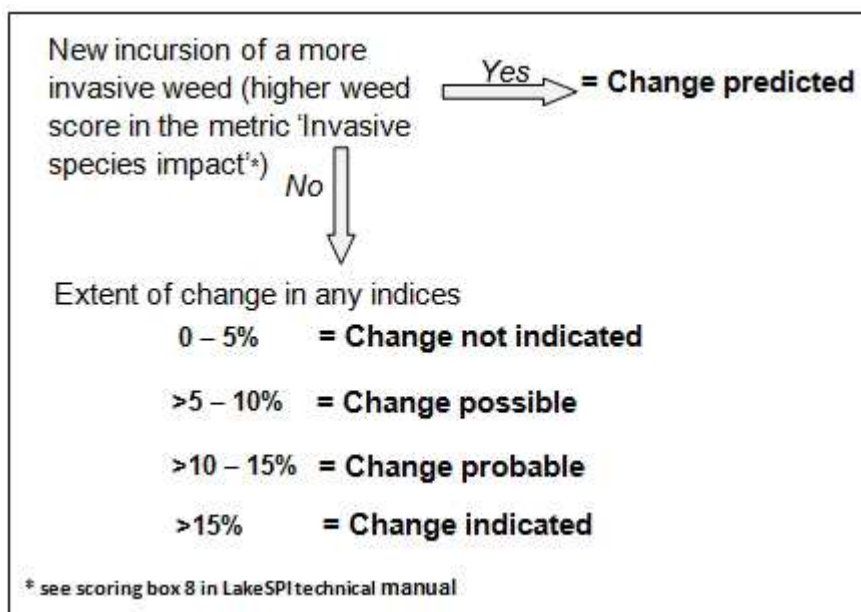 New incursion of a more
invasive weed (higher weed
score in the metric ‘Invasive
species impact’*)
Yes
= Change predicted
No
Extent of change in any indices
0 – 5% = Change not indicated
>5 – 10% = Change possible
>10 – 15% = Change probable
>15% = Change indicated
* see scoring box 8 in LakeSPI technical manual